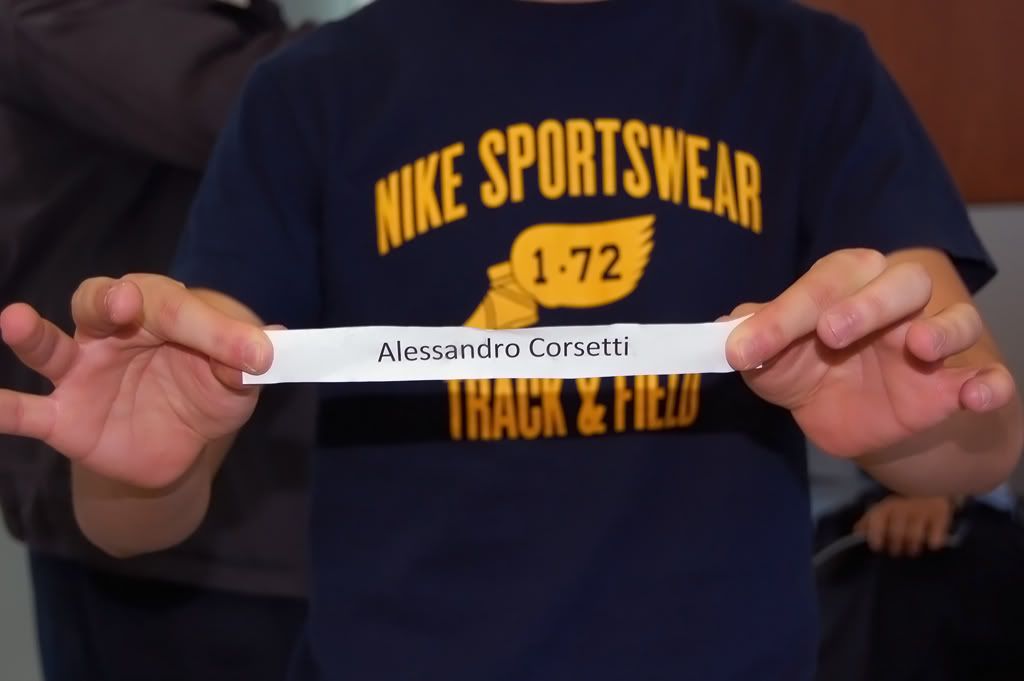 NIKE SPORTSWEAR
1·72
Alessandro Corsetti
TRACK & FIELD